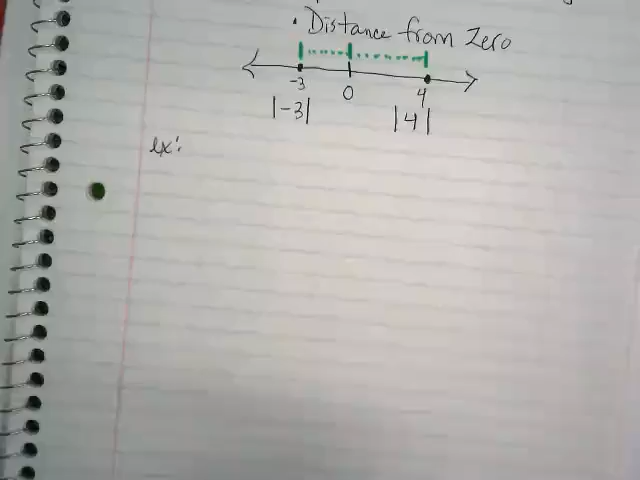 • Distance from Zero
-3 0 4
|-3| |4|
ex: